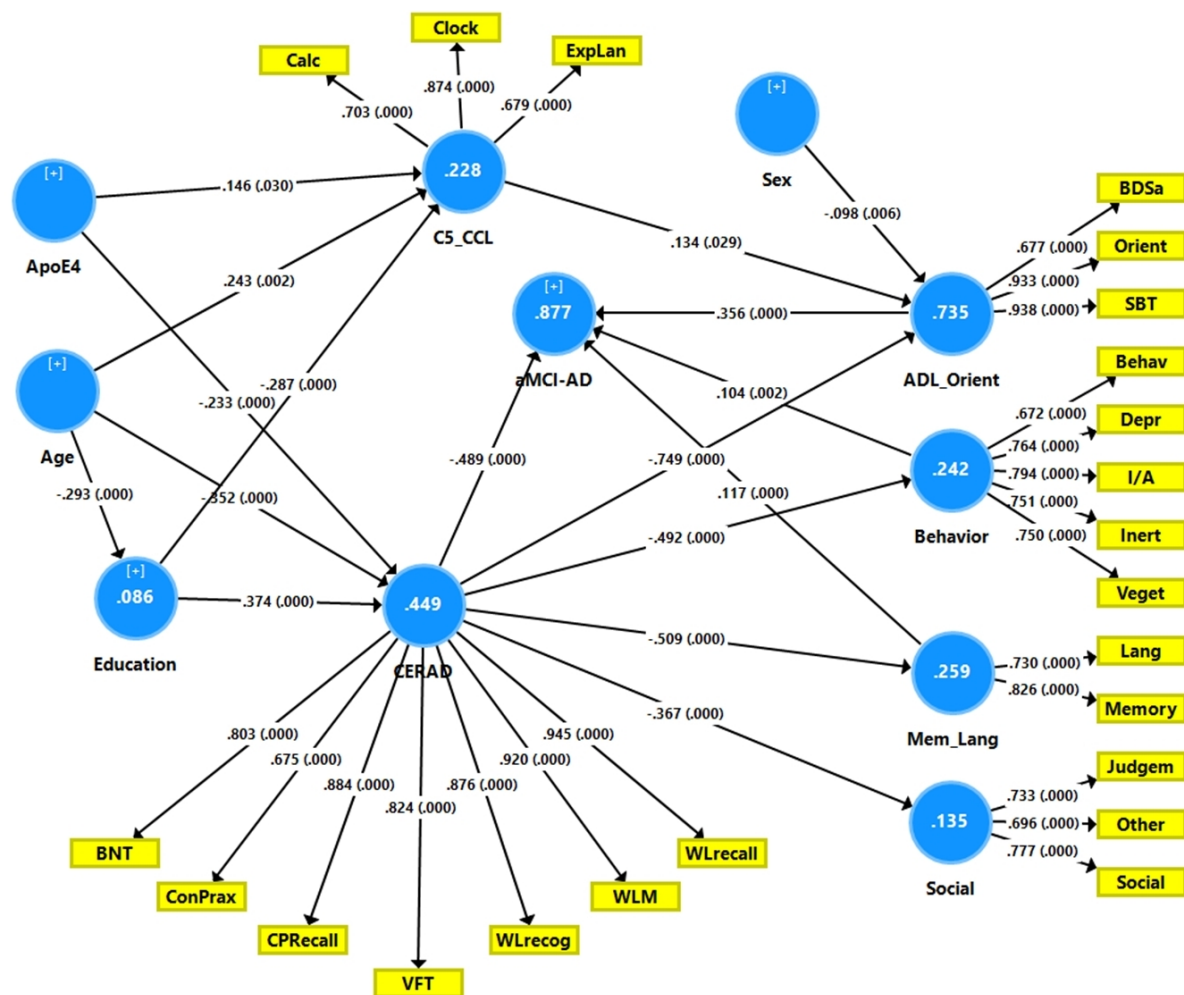 Clock
Calc
ExpLan
.703 (.000)
.874 (.000)
.679 (.000)
[+]
Sex
[+]
ApoE4
.146 (.030)
.228
C5_CCL
-.098 (.006)
BDSa
Orient
SBT
.677 (.000)
.933 (.000)
.938 (.000)
.134 (.029)
.243 (.002)
[+]
.877
aMCI-AD
.356 (.000)
.735
ADL_Orient
[+]
Age
-.287 (.000)
-.233 (.000)
.104 (.002)
Behav
Depr
I/A
Inert
Veget
.672 (.000)
.764 (.000)
.794 (.000)
.751 (.000)
.750 (.000)
.242
Behavior
-.293 (.000)
-.352 (.000)
-.489 (.000)
-.749 (.000)
.117 (.000)
-.492 (.000)
[+]
.086
Education
.374 (.000)
.449
CERAD
-.509 (.000)
.259
Mem_Lang
.730 (.000)
.826 (.000)
Lang
Memory
-.367 (.000)
.135
Social
.733 (.000)
.696 (.000)
.777 (.000)
Judgem
Other
Social
.803 (.000)
.675 (.000)
.884 (.000)
.824 (.000)
.876 (.000)
.920 (.000)
.945 (.000)
BNT
ConPrax
CPRecall
VFT
WLrecog
WLM
WLrecall